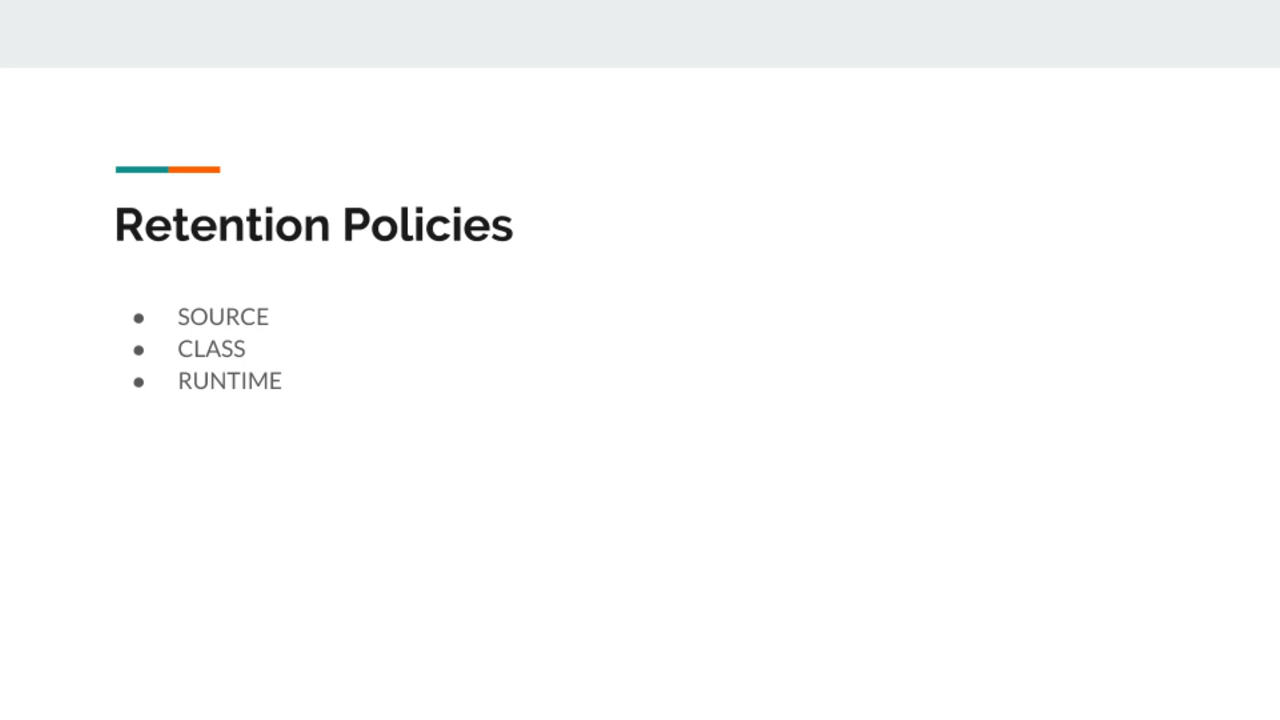 Retention Policies
● SOURCE
● CLASS
● RUNTIME